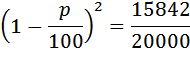 (1 − p/100)² = 15842/20000